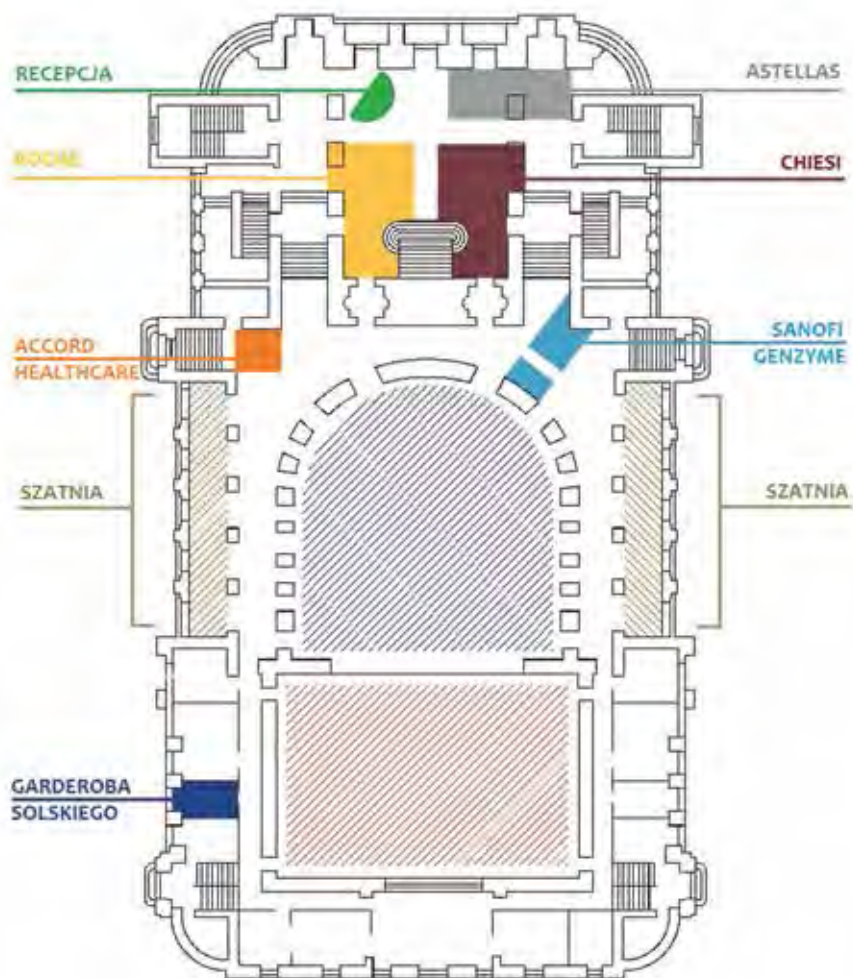 RECEPCJA
ASTELLAS
ROCHE
CHIESI
ACCORD
HEALTHCARE
SANOFI
GENZYME
SZATNIA
SZATNIA
GARDEROBA
SOLSKIEGO